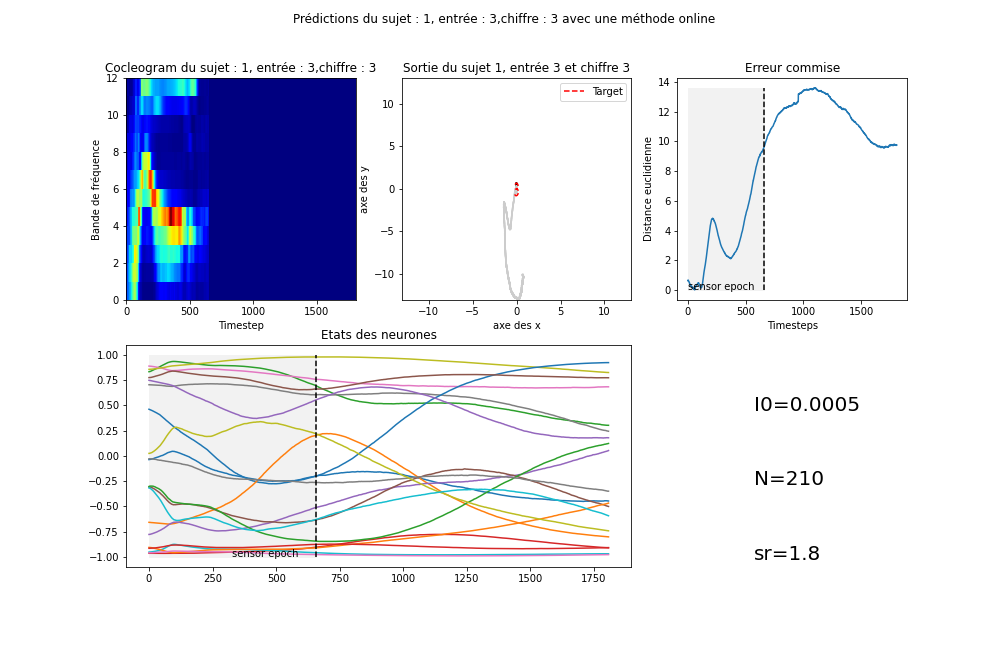 Prédictions du sujet : 1, entrée : 3,chiffre : 3 avec une méthode online
Cocleogram du sujet : 1, entrée : 3,chiffre : 3
Bande de fréquence
12
10
8
6
4
2
0
0 500 1000 1500
Timestep
Sortie du sujet 1, entrée 3 et chiffre 3
Target
axe des y
10
5
0
−5
−10
−10 −5 0 5 10
axe des x
Erreur commise
Distance euclidienne
14
12
10
8
6
4
2
0
sensor epoch
0 500 1000 1500
Timesteps
Etats des neurones
1.00
0.75
0.50
0.25
0.00
−0.25
−0.50
−0.75
−1.00
sensor epoch
0 250 500 750 1000 1250 1500 1750
I0=0.0005
N=210
sr=1.8